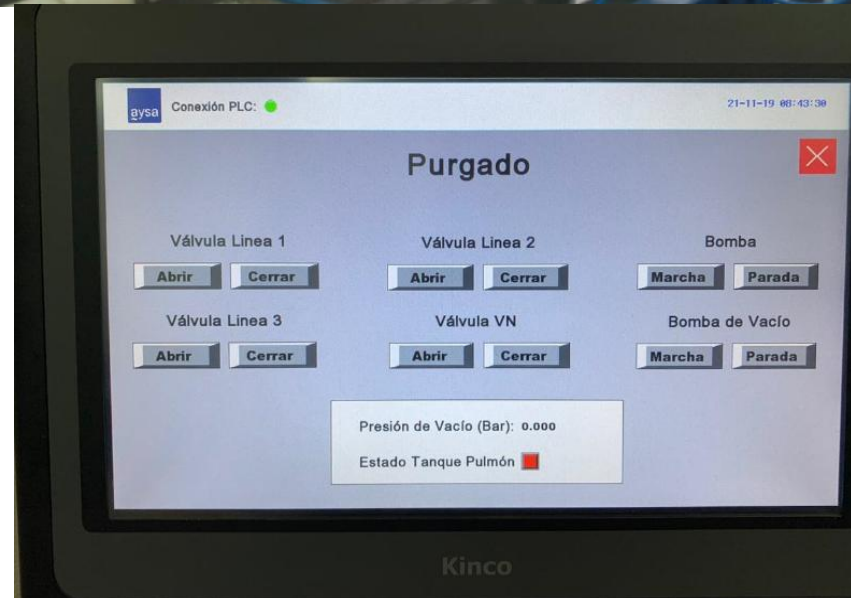 aysa Conexión PLC: 21-11-19 08:43:30
Purgado
Válvula Linea 1 Válvula Linea 2 Bomba
Abrir Cerrar Abrir Cerrar Marcha Parada
Válvula Linea 3 Válvula VN Bomba de Vacío
Abrir Cerrar Abrir Cerrar Marcha Parada
Presión de Vacío (Bar): 0.000
Estado Tanque Pulmón
Kinco